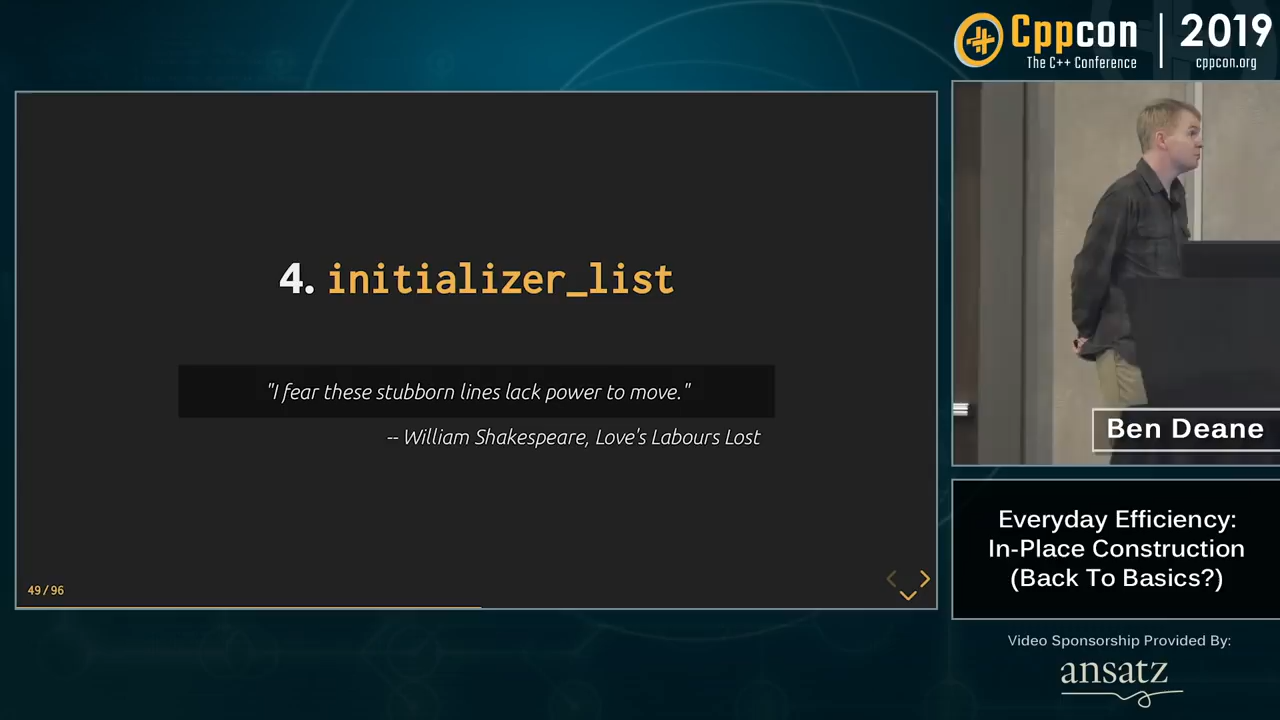 Cppcon
The C++ Conference
2019
cppcon.org
4. initializer_list
"I fear these stubborn lines lack power to move."
-- William Shakespeare, Love's Labours Lost
49 / 96
Ben Deane
Everyday Efficiency:
In-Place Construction
(Back To Basics?)
Video Sponsorship Provided By:
ansatz